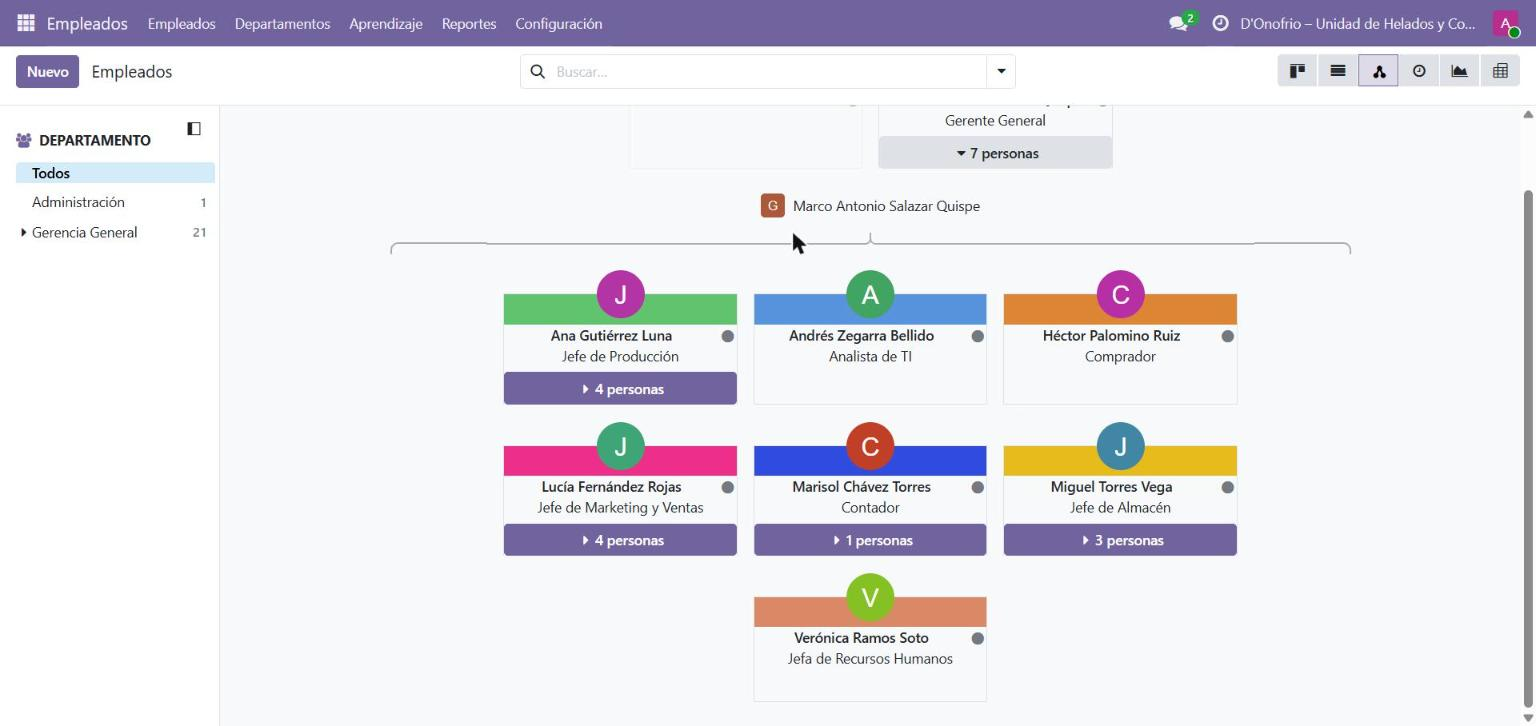 Empleados Empleados Departamentos Aprendizaje Reportes Configuración 2 D'Onofrio – Unidad de Helados y Co... A
Nuevo Empleados Buscar...
DEPARTAMENTO
Todos
Administración 1
Gerencia General 21
Gerente General
7 personas
G Marco Antonio Salazar Quispe
J A C
Ana Gutiérrez Luna Andrés Zegarra Bellido Héctor Palomino Ruiz
Jefe de Producción Analista de TI Comprador
4 personas
J C J
Lucía Fernández Rojas Marisol Chávez Torres Miguel Torres Vega
Jefe de Marketing y Ventas Contador Jefe de Almacén
4 personas 1 personas 3 personas
V
Verónica Ramos Soto
Jefa de Recursos Humanos